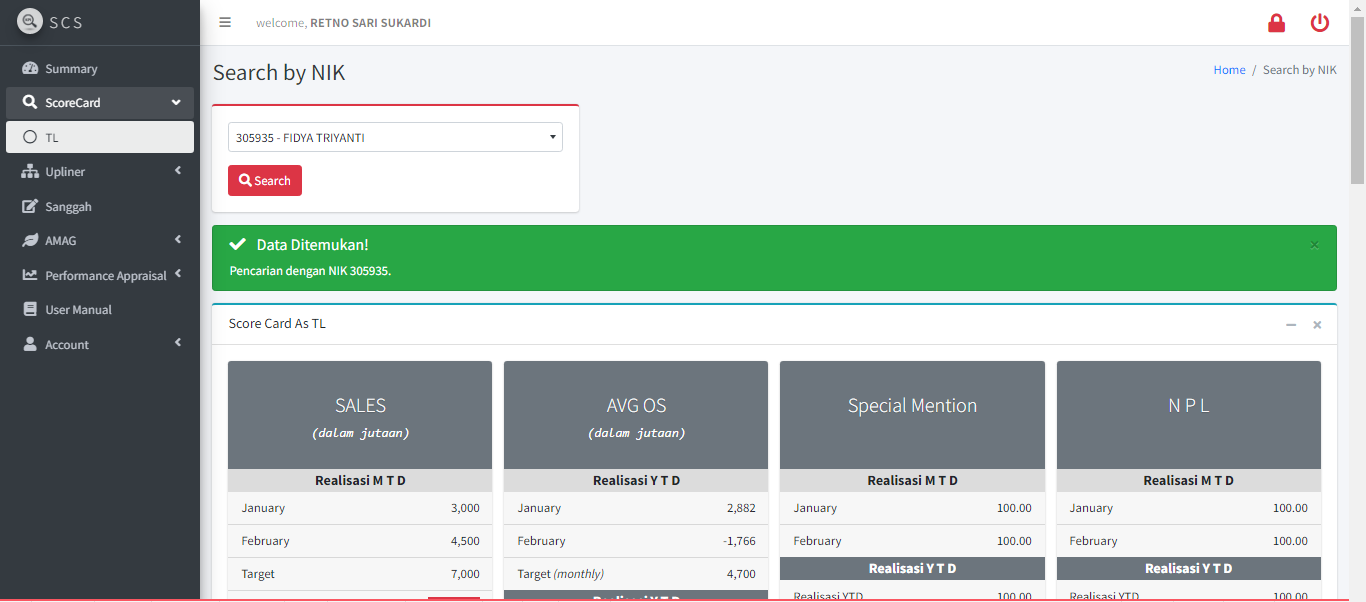 SCS
welcome, RETNO SARI SUKARDI
Summary
ScoreCard
TL
Upliner
Sanggah
AMAG
Performance Appraisal
User Manual
Account
Search by NIK
Home / Search by NIK
305935 - FIDYA TRIYANTI
Search
Data Ditemukan!
×
Pencarian dengan NIK 305935.
Score Card As TL
SALES
(dalam jutaan)
Realisasi M T D
January 3,000
February 4,500
Target 7,000
AVG OS
(dalam jutaan)
Realisasi Y T D
January 2,882
February -1,766
Target (monthly) 4,700
Realisasi Y T D
Special Mention
Realisasi M T D
January 100.00
February 100.00
Realisasi Y T D
Realisasi YTD 100.00
N P L
Realisasi M T D
January 100.00
February 100.00
Realisasi Y T D
Realisasi YTD 100.00